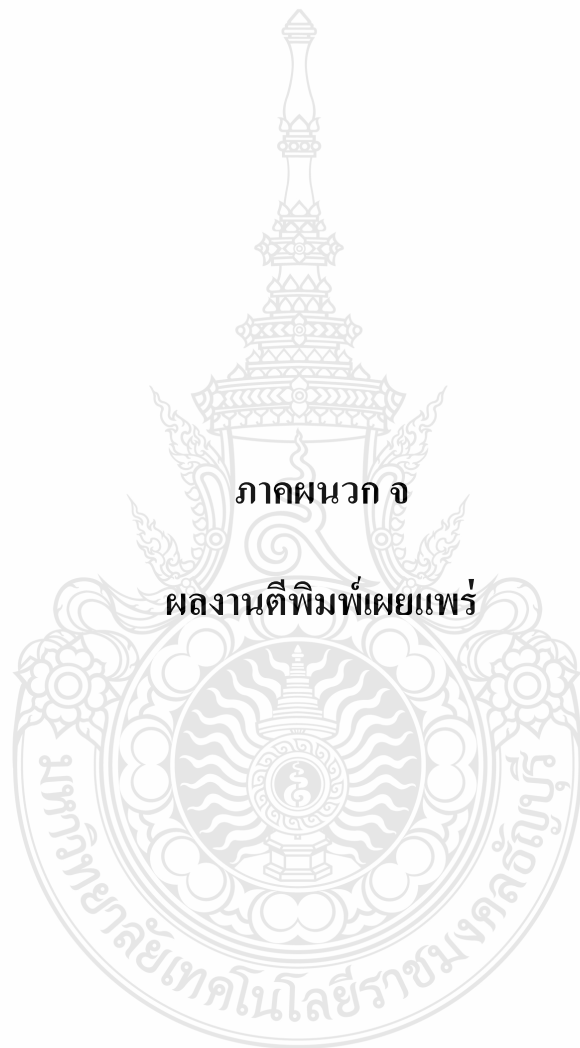 ภาคผนวก จ
ผลงานตีพิมพ์เผยแพร่
มหาวิทยาลัยเทคโนโลยีราชมงคลธัญบุรี